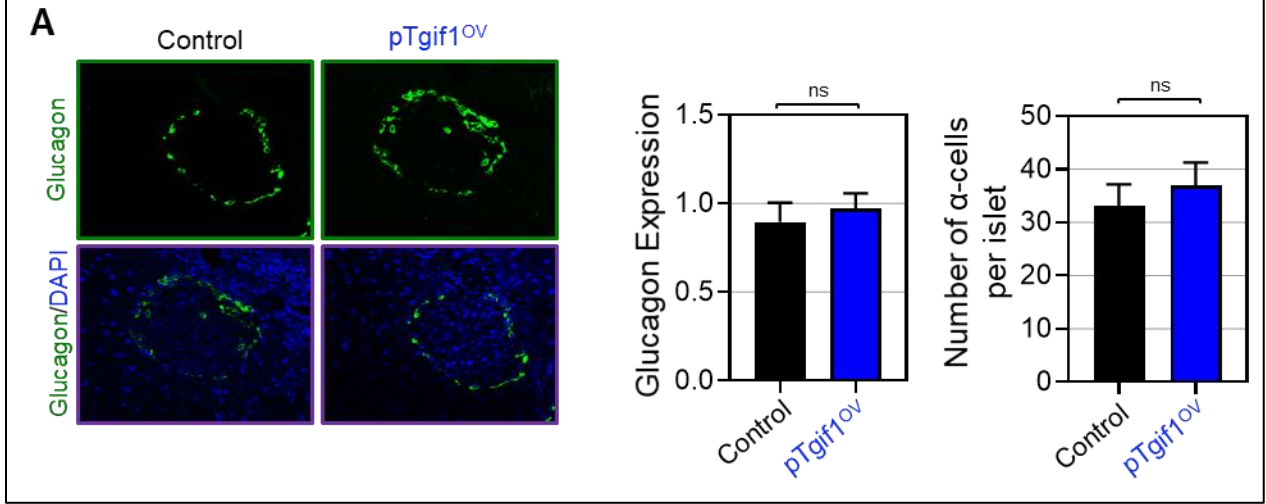 A
Control
pTgif1OV
Glucagon
Glucagon/DAPI
Glucagon Expression
1.5
1.0
0.5
0.0
ns
Control
pTgif1OV
Number of α-cells
per islet
50
40
30
20
10
0
ns
Control
pTgif1OV